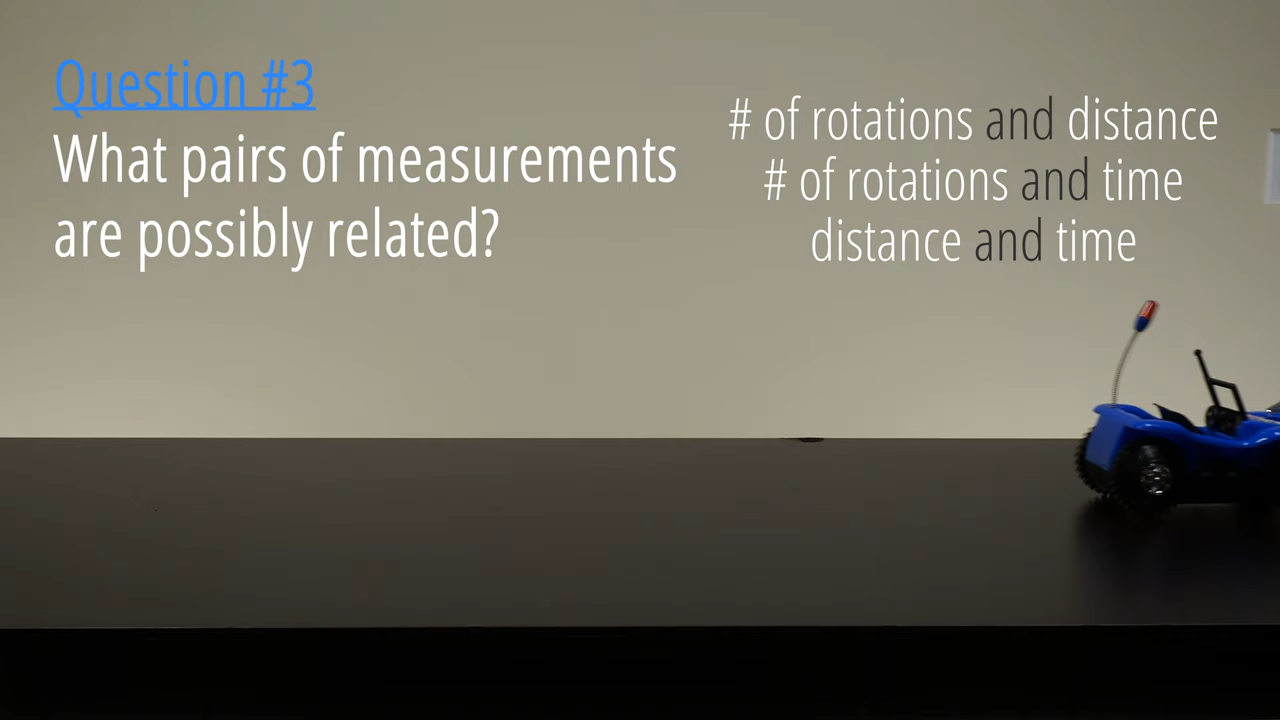 Question #3
What pairs of measurements
are possibly related?
# of rotations and distance
# of rotations and time
distance and time